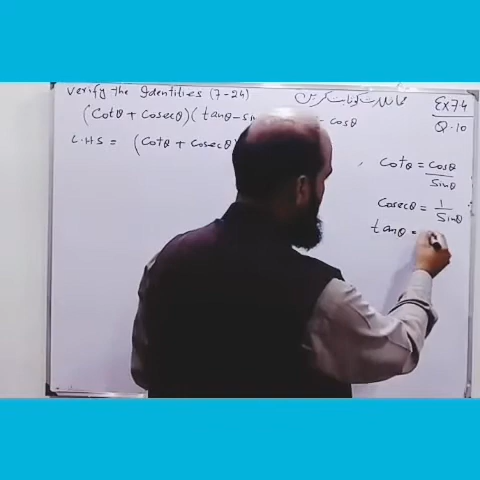 Verify the Identities (7-24)
Ex 7.4
Q.10
(Cotθ + Cosecθ)(tanθ - sin
- cosθ
L.H.S = (Cotθ + Cosecθ)
Cotθ = Cosθ/Sinθ
Cosecθ = 1/Sinθ
tanθ =